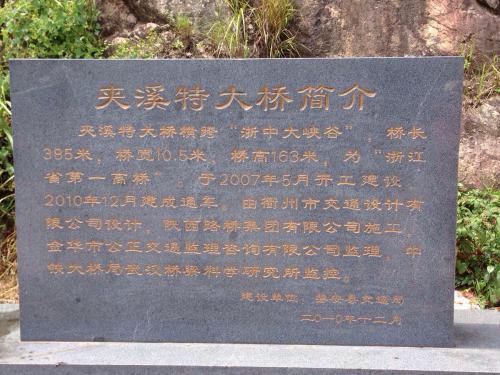 夹溪特大桥简介
夹溪特大桥横跨“浙中大峡谷”，桥长
395米，桥宽10.5米，桥高163米，为“浙江
省第一高桥”。于2007年5月开工建设
2010年12月建成通车。由衢州市交通设计有
限公司设计，陕西路桥集团有限公司施工，
金华市公正交通监理咨询有限公司监理，中
铁大桥局武汉桥梁科学研究所监控。
建设单位：磐安县交通局
二〇一〇年十二月